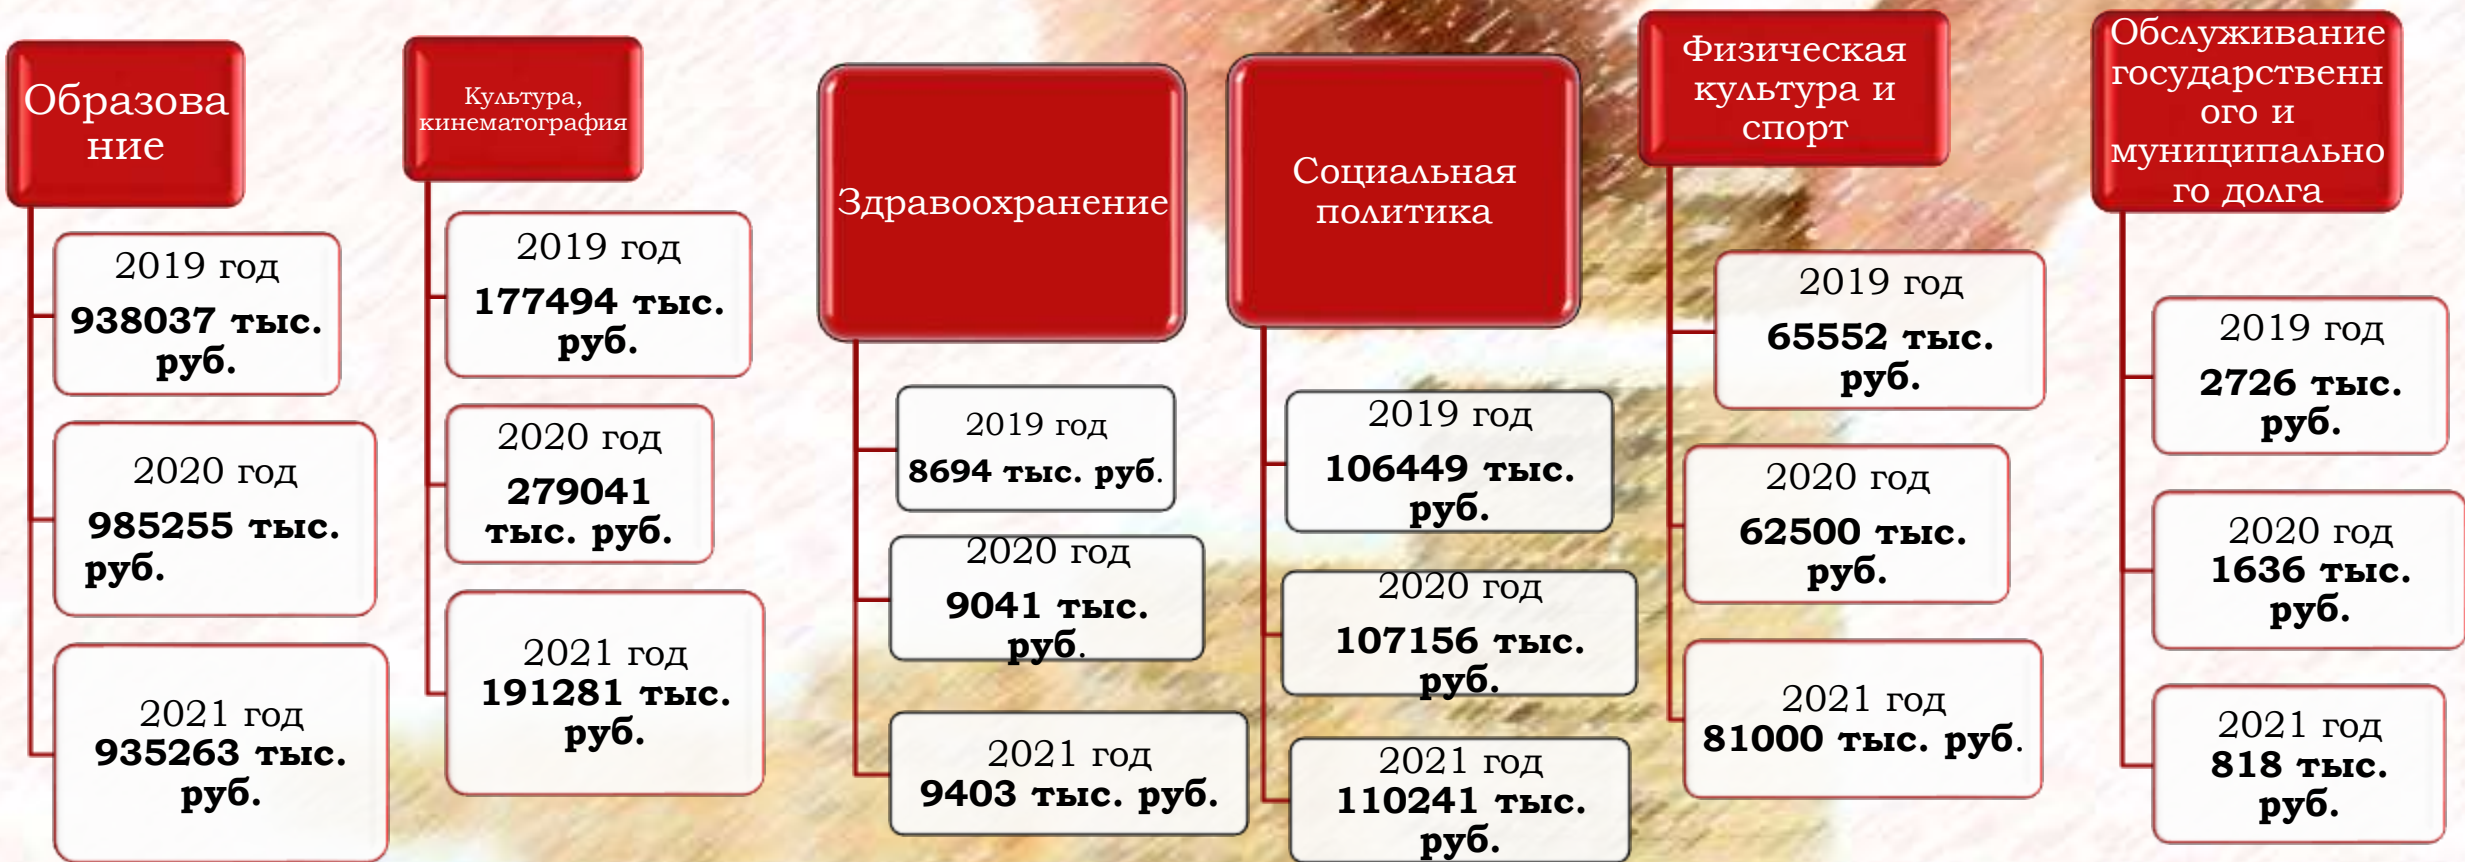 Образова
ние
2019 год
938037 тыс.
руб.
2020 год
985255 тыс.
руб.
2021 год
935263 тыс.
руб.
Культура,
кинематография
2019 год
177494 тыс.
руб.
2020 год
279041
тыс. руб.
2021 год
191281 тыс.
руб.
Здравоохранение
2019 год
8694 тыс. руб.
2020 год
9041 тыс.
руб.
2021 год
9403 тыс. руб.
Социальная
политика
2019 год
106449 тыс.
руб.
2020 год
107156 тыс.
руб.
2021 год
110241 тыс.
руб.
Физическая
культура и
спорт
2019 год
65552 тыс.
руб.
2020 год
62500 тыс.
руб.
2021 год
81000 тыс. руб.
Обслуживание
государственн
ого и
муниципально
го долга
2019 год
2726 тыс.
руб.
2020 год
1636 тыс.
руб.
2021 год
818 тыс.
руб.